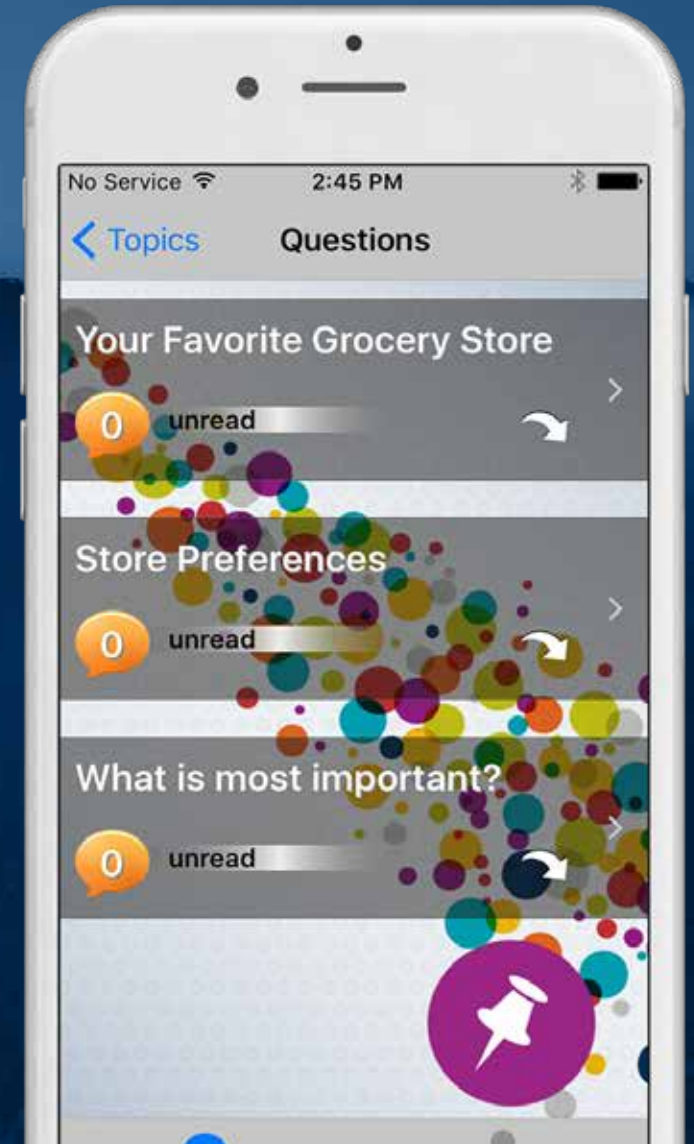 No Service 2:45 PM
Topics Questions
Your Favorite Grocery Store
0 unread
Store Preferences
0 unread
What is most important?
0 unread